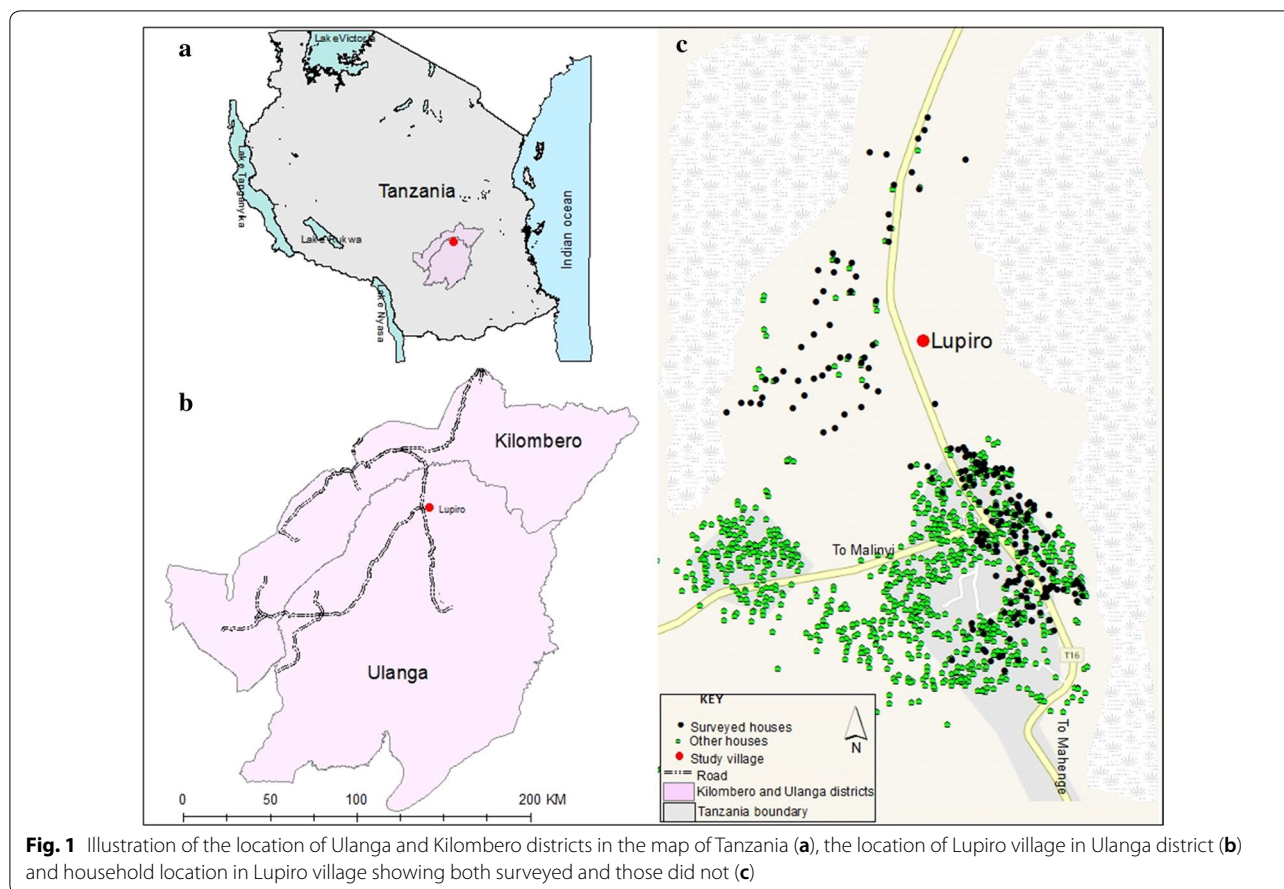 a
Lake Victoria
Lake Tanganyika
Tanzania
Lake Rukwa
Lake Nyasa
Indian ocean
b
Kilombero
Lupiro
Ulanga
0 50 100 200 KM
c
Lupiro
To Malinyi
T16
To Mahenge
KEY
Surveyed houses
Other houses
Study village
Road
Kilombero and Ulanga districts
Tanzania boundary
N
Fig. 1 Illustration of the location of Ulanga and Kilombero districts in the map of Tanzania (a), the location of Lupiro village in Ulanga district (b)
and household location in Lupiro village showing both surveyed and those did not (c)